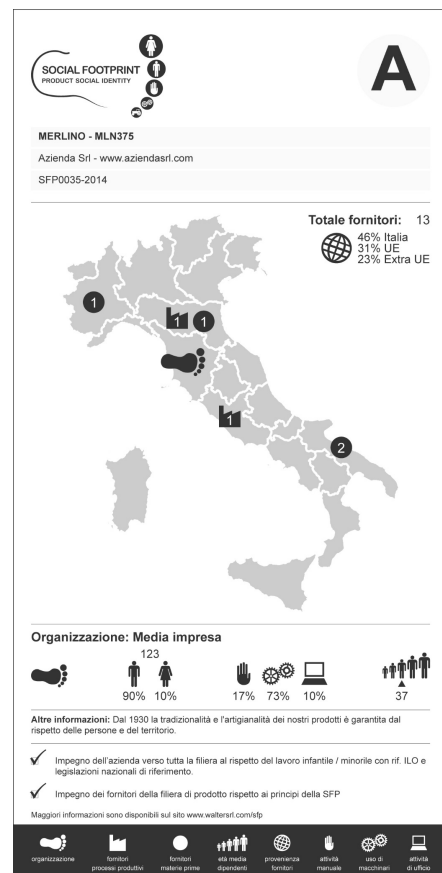 SOCIAL FOOTPRINT
PRODUCT SOCIAL IDENTITY
A
MERLINO - MLN375
Azienda Srl - www.aziendasrl.com
SFP0035-2014
Totale fornitori: 13
46% Italia
31% UE
23% Extra UE
1
1 1
1
2
Organizzazione: Media impresa
123
90% 10% 17% 73% 10% 37
Altre informazioni: Dal 1930 la tradizionalità e l'artigianalità dei nostri prodotti è garantita dal
rispetto delle persone e del territorio.
Impegno dell'azienda verso tutta la filiera al rispetto del lavoro infantile / minorile con rif. ILO e
legislazioni nazionali di riferimento.
Impegno dei fornitori della filiera di prodotto rispetto ai principi della SFP
Maggiori informazioni sono disponibili sul sito www.waltersrl.com/sfp
organizzazione
fornitori
processi produttivi
fornitori
materie prime
età media
dipendenti
provenienza
fornitori
attività
manuale
uso di
macchinari
attività
di ufficio